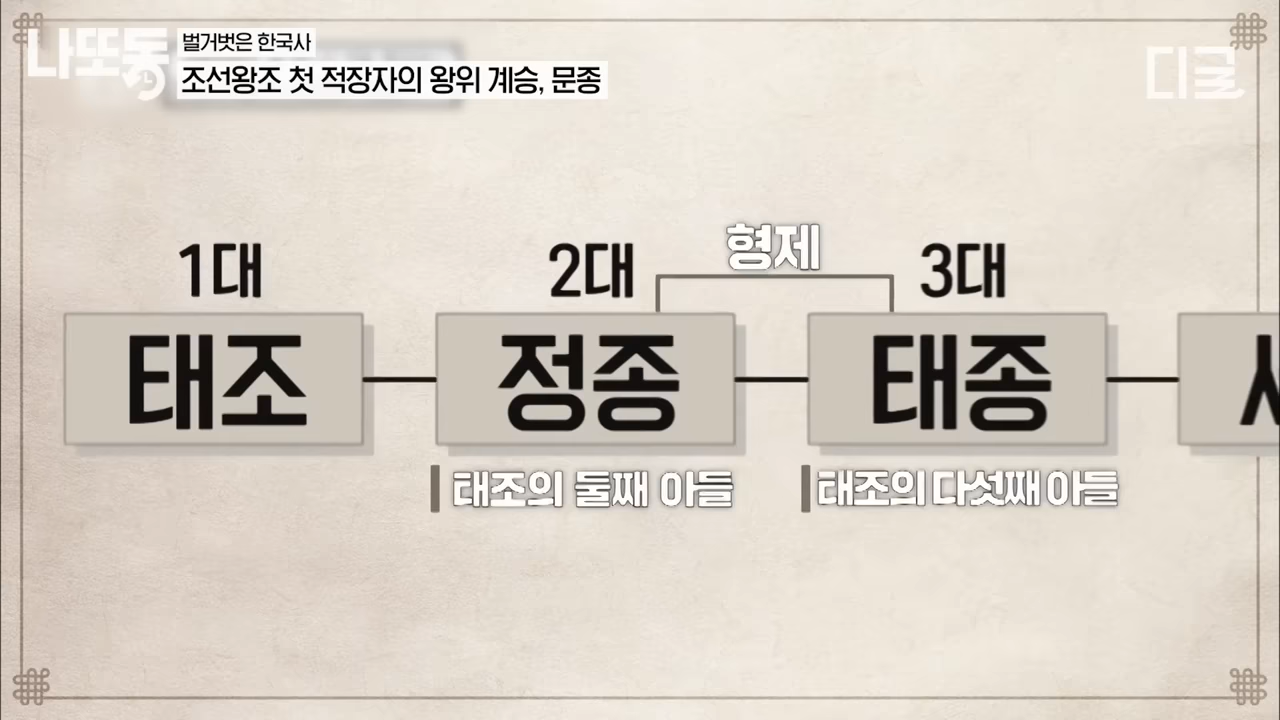 나또동
벌거벗은 한국사
조선왕조 첫 적장자의 왕위 계승, 문종
디글
1대
2대
형제
3대
태조
정종
태종
태조의 둘째 아들
태조의 다섯째 아들